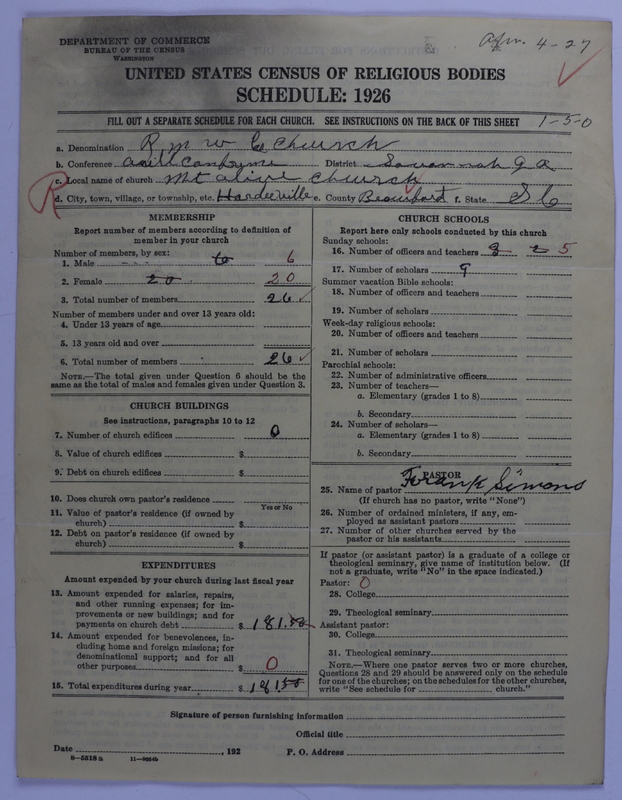 DEPARTMENT OF COMMERCE
BUREAU OF THE CENSUS
WASHINGTON
4-27
UNITED STATES CENSUS OF RELIGIOUS BODIES
SCHEDULE: 1926
FILL OUT A SEPARATE SCHEDULE FOR EACH CHURCH. SEE INSTRUCTIONS ON THE BACK OF THIS SHEET
1-5-0
a. Denomination R m w C Church
b. Conference District Savannah Ga
c. Local name of church Mt alive Church
R
d. City, town, village, or township, etc. Hardeeville e. County Beaufort f. State S C
MEMBERSHIP
Report number of members according to definition of member in your church
Number of members, by sex:
1. Male 6
2. Female 20 20
3. Total number of members 26
Number of members under and over 13 years old:
4. Under 13 years of age
5. 13 years old and over
6. Total number of members 26
NOTE.—The total given under Question 6 should be the same as the total of males and females given under Question 3.
CHURCH BUILDINGS
See instructions, paragraphs 10 to 12
7. Number of church edifices 0
8. Value of church edifices $
9. Debt on church edifices $
10. Does church own pastor's residence
Yes or No
11. Value of pastor's residence (if owned by church) $
12. Debt on pastor's residence (if owned by church) $
EXPENDITURES
Amount expended by your church during last fiscal year
13. Amount expended for salaries, repairs, and other running expenses; for improvements or new buildings; and for payments on church debt $ 181.50
14. Amount expended for benevolences, including home and foreign missions; for denominational support; and for all other purposes $ 0
15. Total expenditures during year $ 18150
CHURCH SCHOOLS
Report here only schools conducted by this church
Sunday schools:
16. Number of officers and teachers 3 2 5
17. Number of scholars 9
Summer vacation Bible schools:
18. Number of officers and teachers
19. Number of scholars
Week-day religious schools:
20. Number of officers and teachers
21. Number of scholars
Parochial schools:
22. Number of administrative officers
23. Number of teachers—
a. Elementary (grades 1 to 8)
b. Secondary
24. Number of scholars—
a. Elementary (grades 1 to 8)
b. Secondary
PASTOR
25. Name of pastor Frank Simons
(If church has no pastor, write "None")
26. Number of ordained ministers, if any, employed as assistant pastors
27. Number of other churches served by the pastor or his assistants
If pastor (or assistant pastor) is a graduate of a college or theological seminary, give name of institution below. (If not a graduate, write "No" in the space indicated.)
Pastor: 0
28. College
29. Theological seminary
Assistant pastor:
30. College
31. Theological seminary
NOTE.—Where one pastor serves two or more churches, Questions 28 and 29 should be answered only on the schedule for one of the churches; on the schedules for the other churches, write "See schedule for church."
Signature of person furnishing information
Official title
Date , 192 P. O. Address
8-5318a 11-9054b